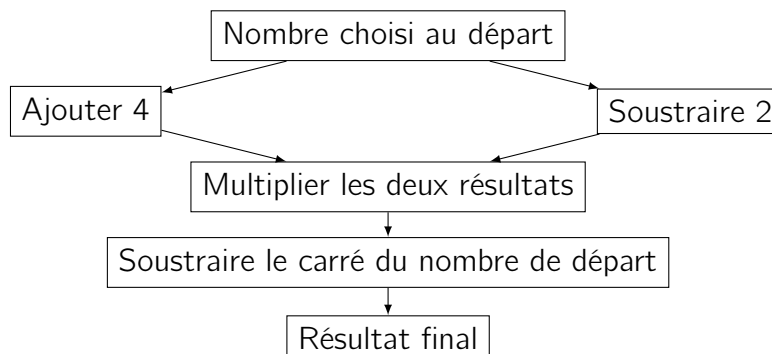 Nombre choisi au départ
Ajouter 4
Soustraire 2
Multiplier les deux résultats
Soustraire le carré du nombre de départ
Résultat final